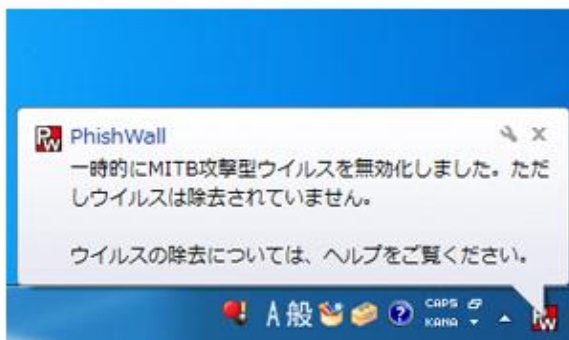 PhishWall
一時的にMITB攻撃型ウイルスを無効化しました。ただ
しウイルスは除去されていません。
ウイルスの除去については、ヘルプをご覧ください。
A 般 CAPS
KANA